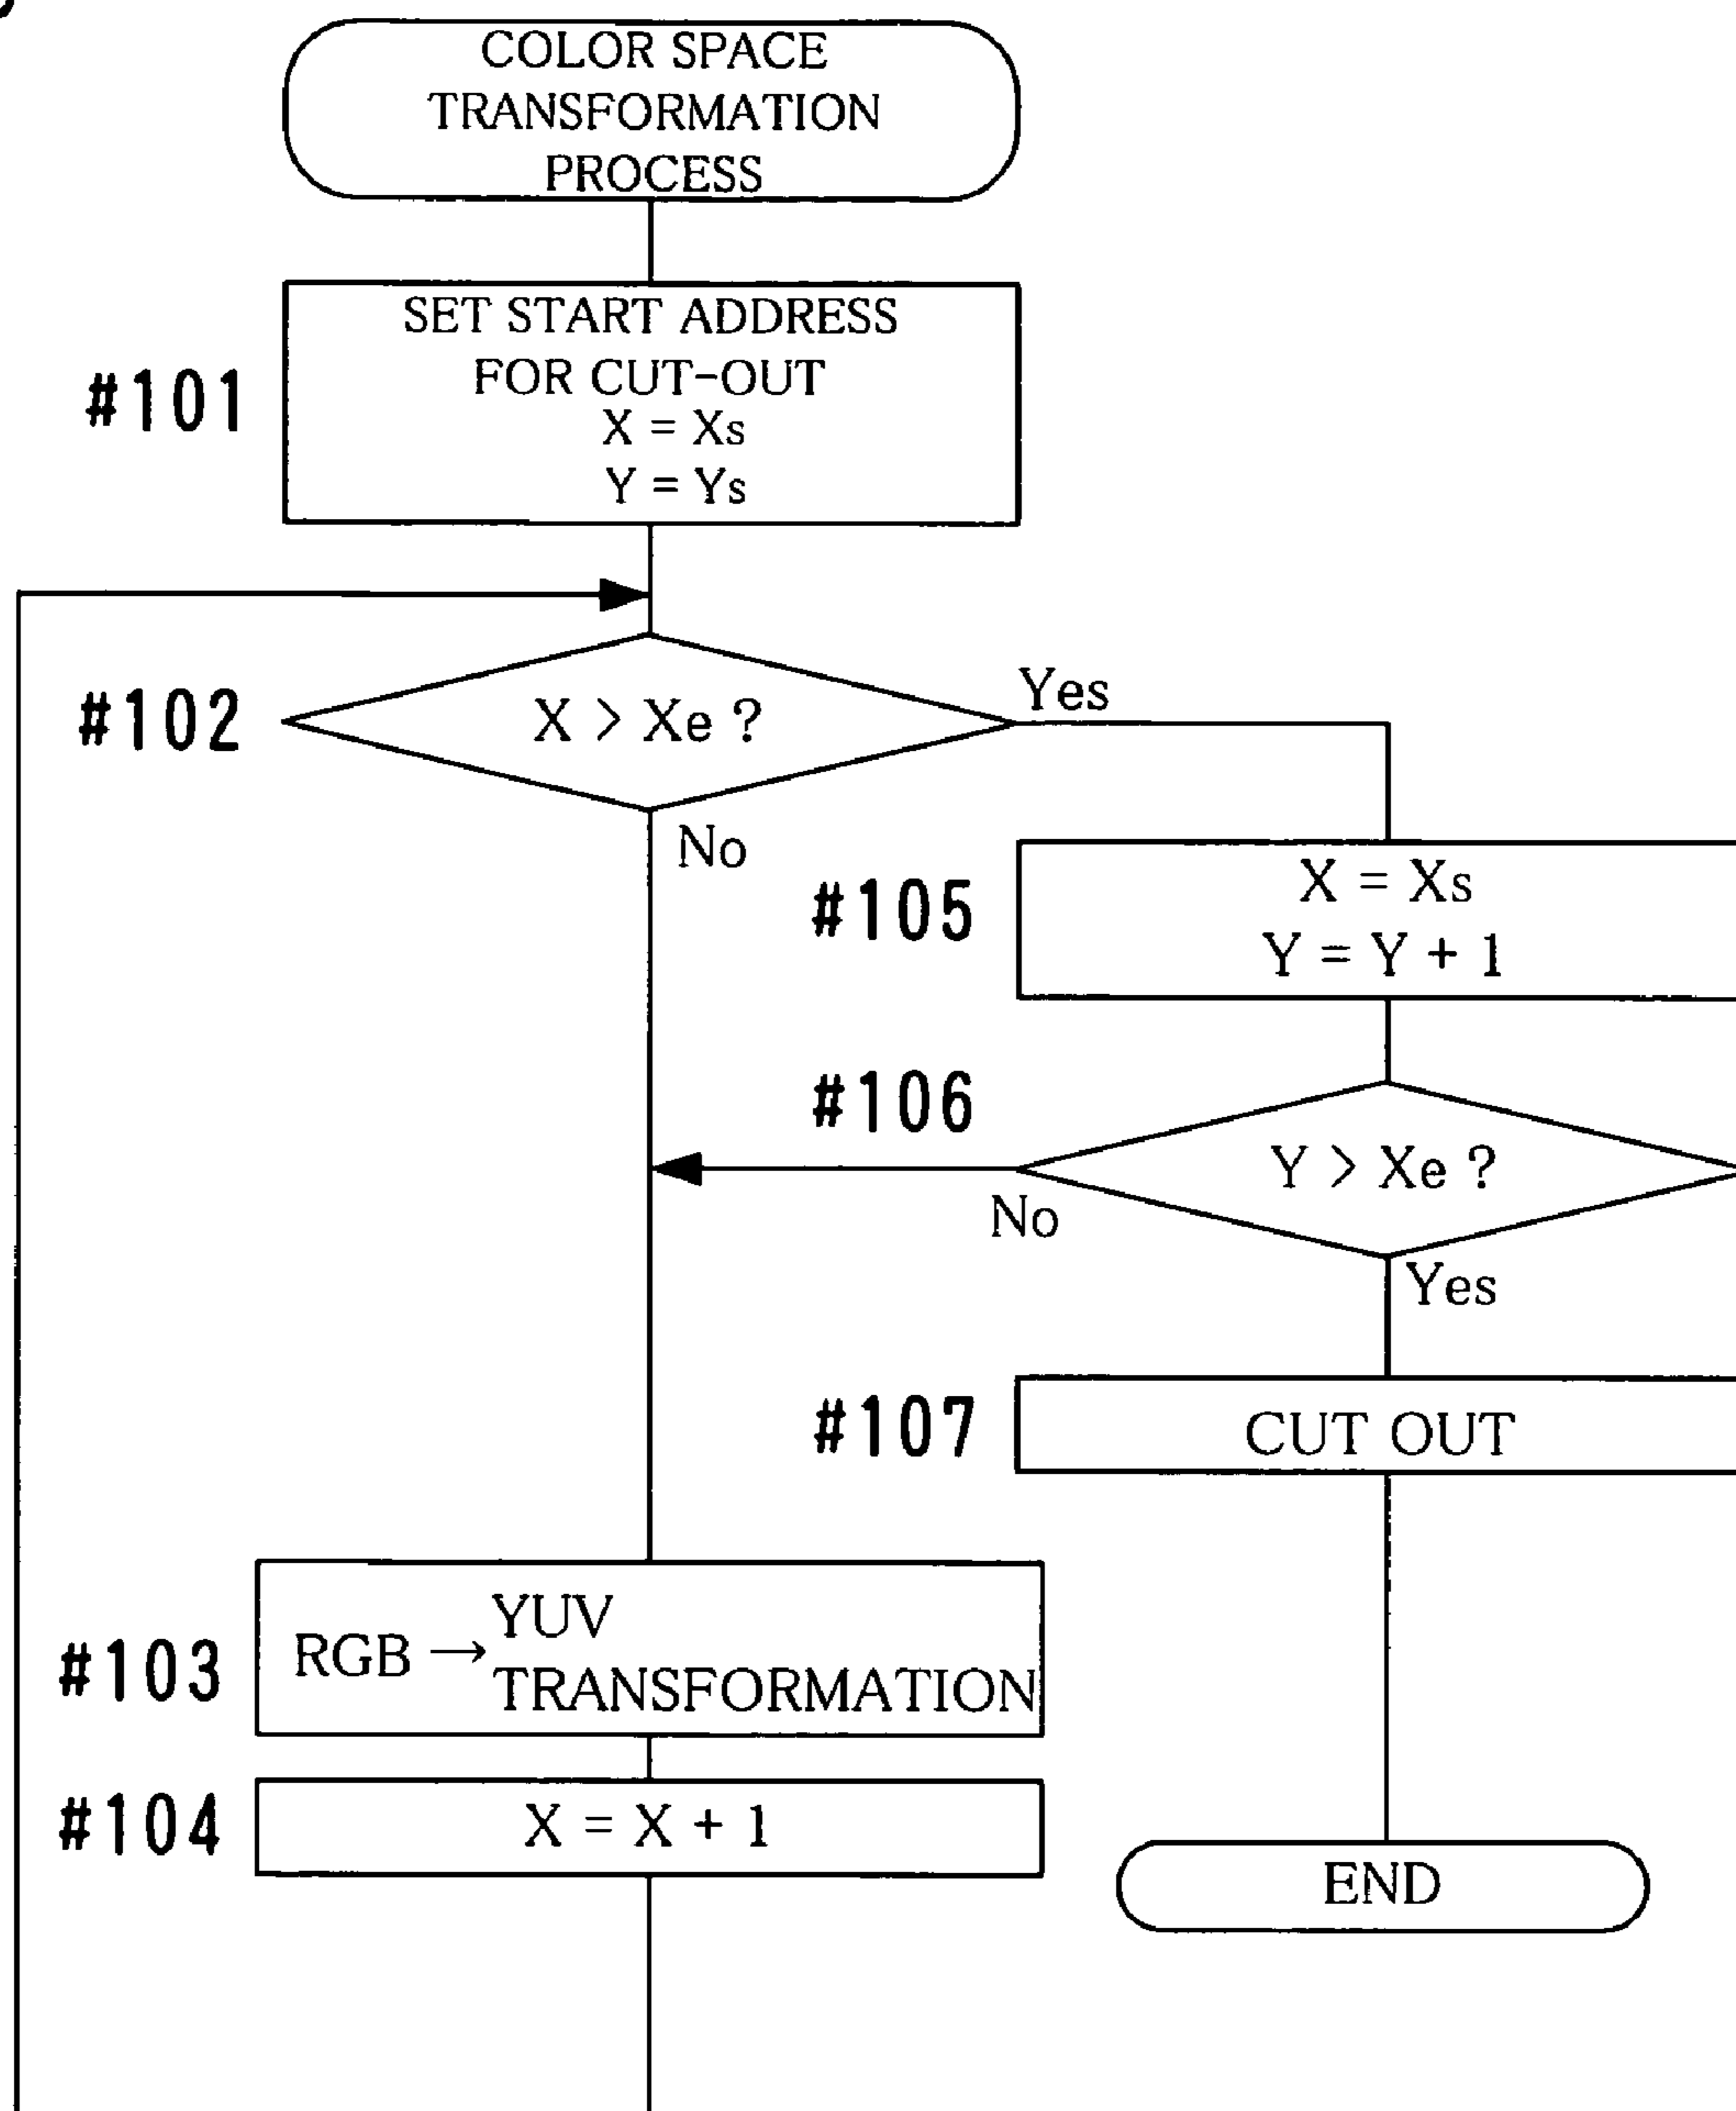 COLOR SPACE
TRANSFORMATION
PROCESS
SET START ADDRESS
FOR CUT-OUT
X = Xs
Y = Ys
#101
#102
X > Xe ?
Yes
No
#105
X = Xs
Y = Y + 1
#106
Y > Xe ?
No
Yes
#107
CUT OUT
#103
RGB → YUV
TRANSFORMATION
#104
X = X + 1
END